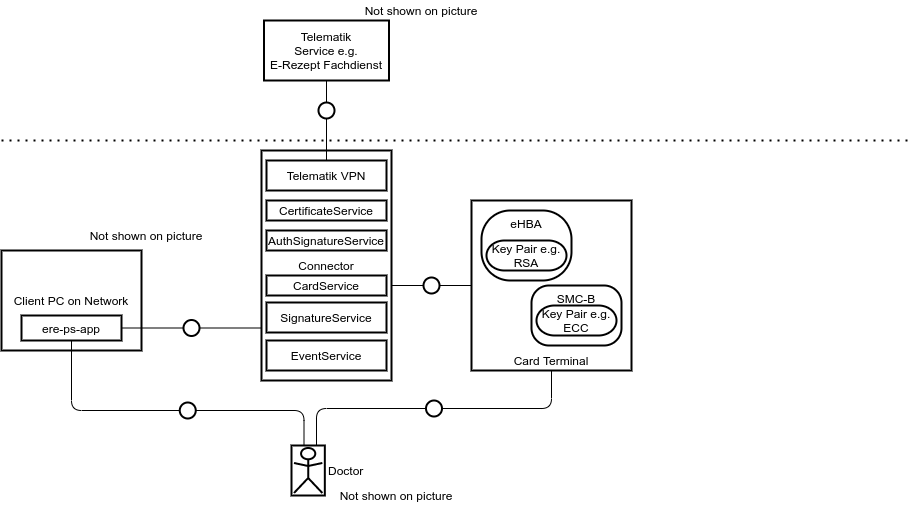 Not shown on picture
Telematik
Service e.g.
E-Rezept Fachdienst
Telematik VPN
CertificateService
AuthSignatureService
Connector
CardService
SignatureService
EventService
Not shown on picture
Client PC on Network
ere-ps-app
eHBA
Key Pair e.g.
RSA
SMC-B
Key Pair e.g.
ECC
Card Terminal
Doctor
Not shown on picture